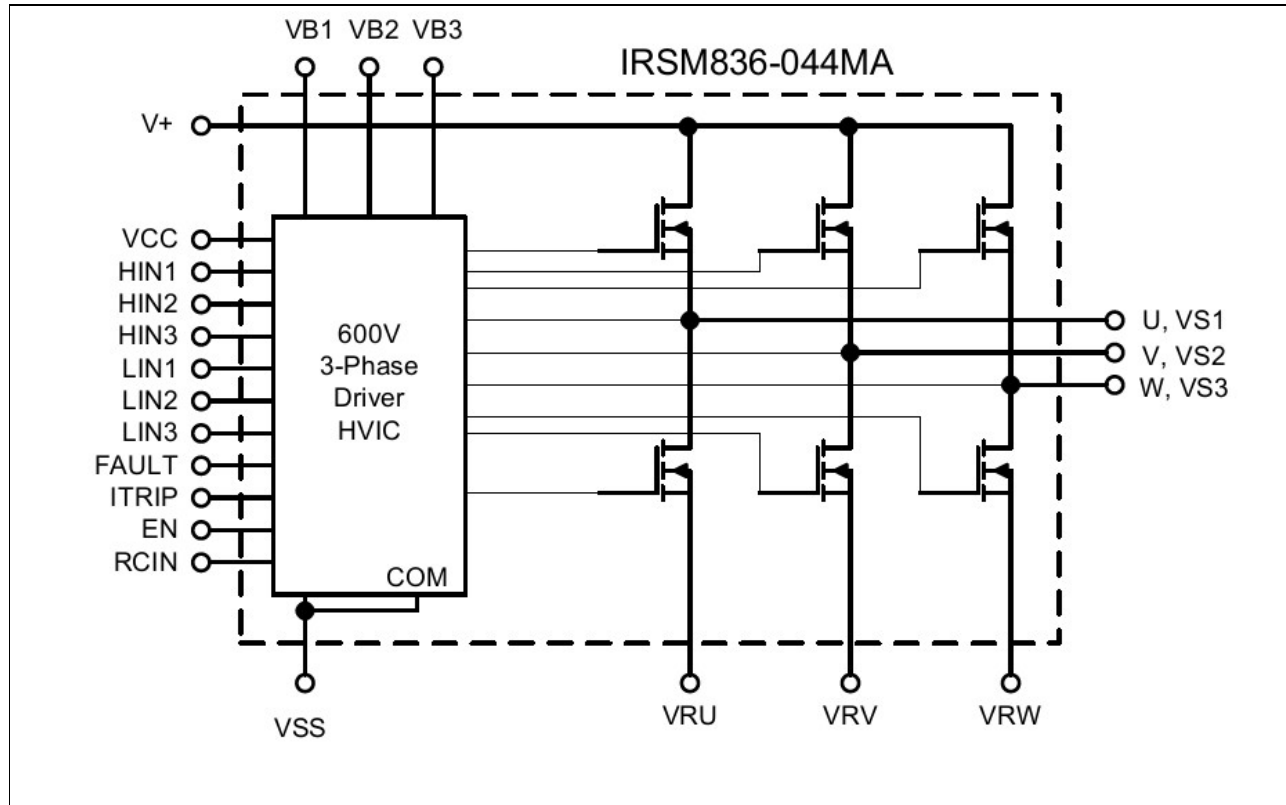 VB1 VB2 VB3
IRSM836-044MA
V+
VCC
HIN1
HIN2
HIN3
LIN1
LIN2
LIN3
FAULT
ITRIP
EN
RCIN
600V
3-Phase
Driver
HVIC
COM
U, VS1
V, VS2
W, VS3
VSS
VRU VRV VRW